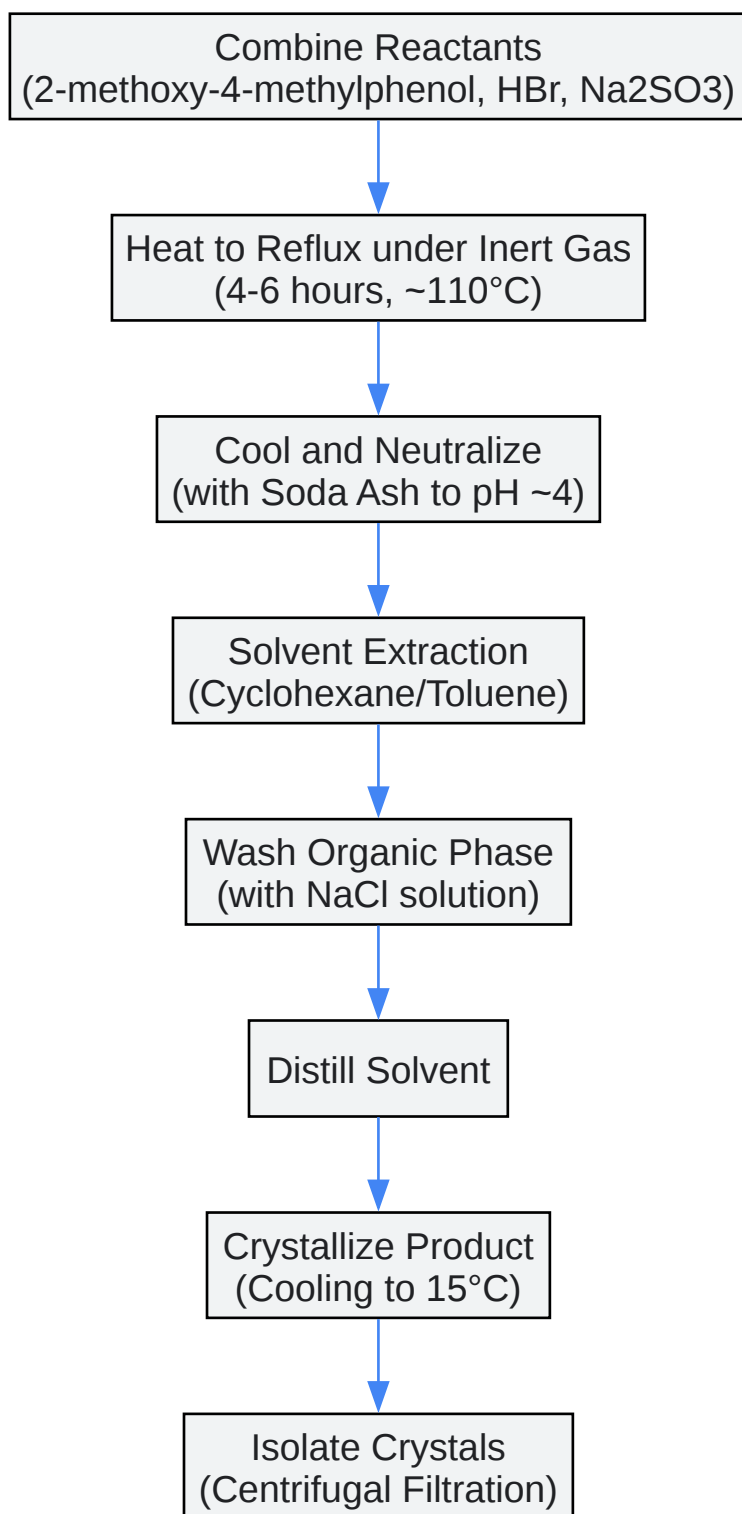 Combine Reactants
(2-methoxy-4-methylphenol, HBr, Na2SO3)
Heat to Reflux under Inert Gas
(4-6 hours, ~110°C)
Cool and Neutralize
(with Soda Ash to pH ~4)
Solvent Extraction
(Cyclohexane/Toluene)
Wash Organic Phase
(with NaCl solution)
Distill Solvent
Crystallize Product
(Cooling to 15°C)
Isolate Crystals
(Centrifugal Filtration)